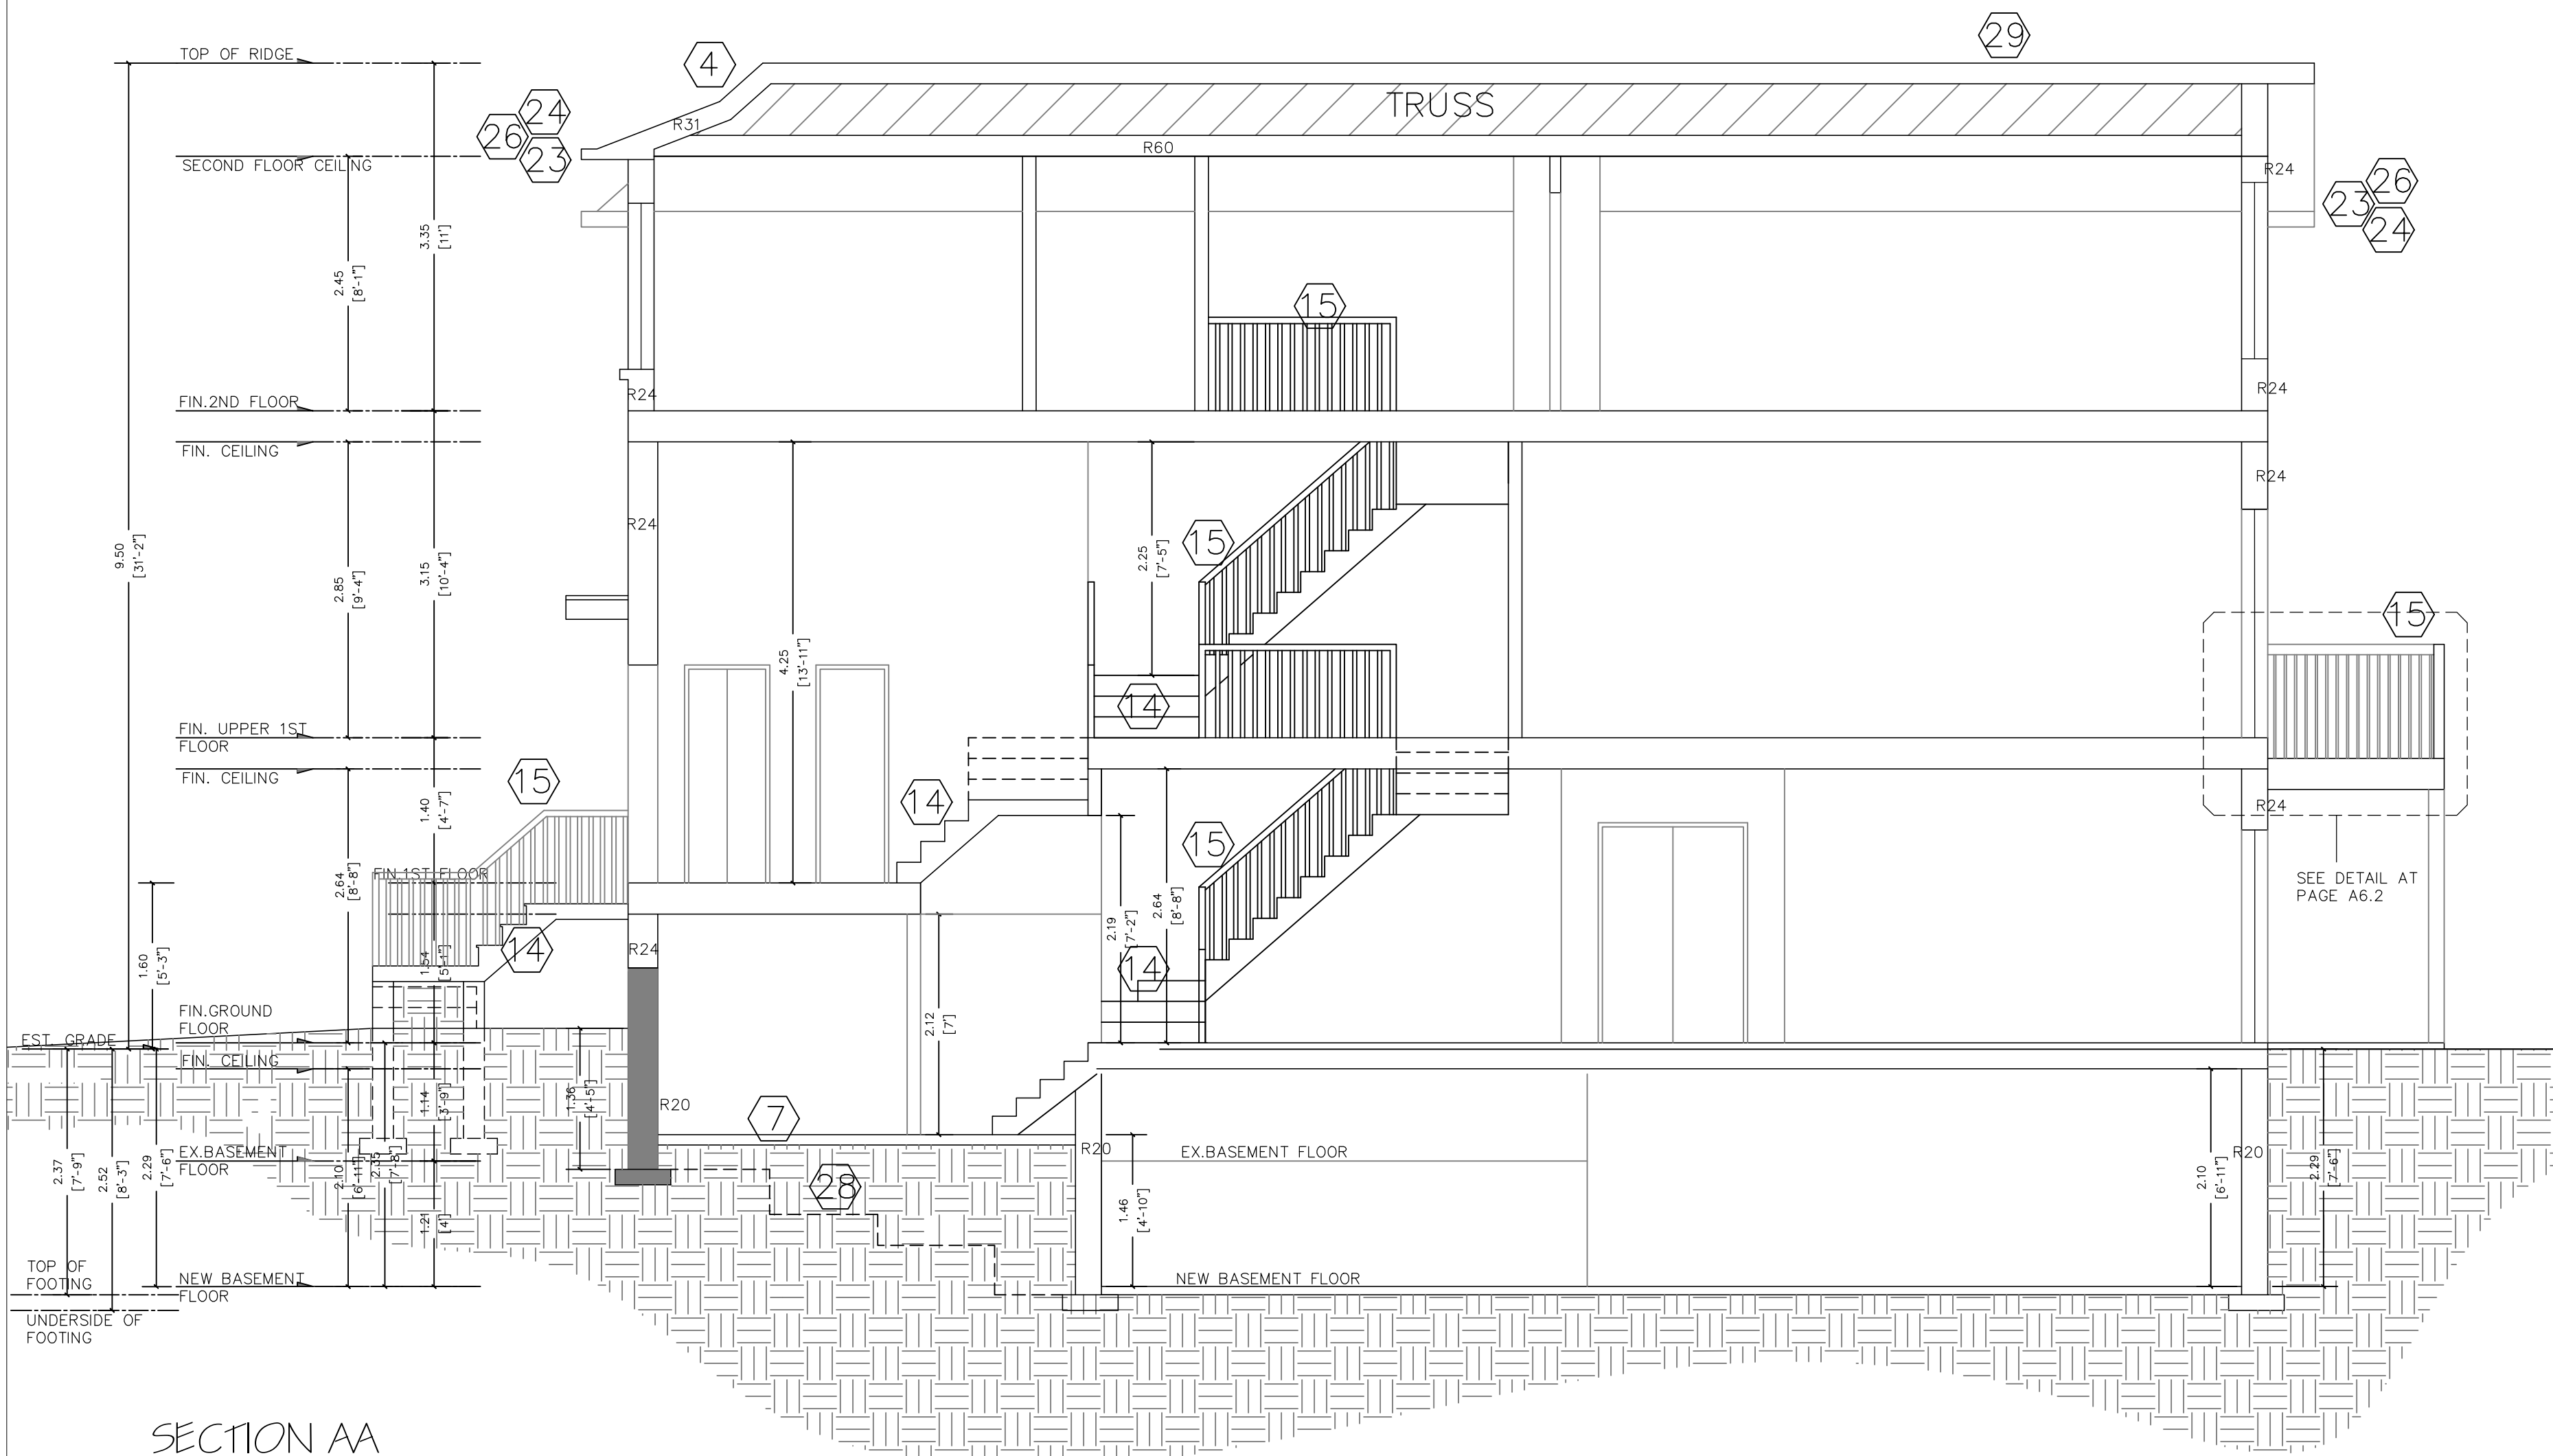 TOP OF RIDGE
4
29
24
26
23
TRUSS
R31
R60
SECOND FLOOR CEILING
R24
26
23
24
3.35
[11']
2.45
[8'-1"]
15
FIN.2ND FLOOR
R24
R24
FIN. CEILING
R24
R24
9.50
[31'-2"]
2.85
[9'-4"]
3.15
[10'-4"]
4.25
[13'-11"]
2.25
[7'-5"]
15
15
14
FIN. UPPER 1ST
FLOOR
FIN. CEILING
15
14
1.40
[4'-7"]
R24
15
SEE DETAIL AT
PAGE A6.2
FIN.1ST FLOOR
2.64
[8'-8"]
2.19
[7'-2"]
2.64
[8'-8"]
14
R24
1.54
[5'-1"]
14
1.60
[5'-3"]
2.12
[7']
FIN.GROUND
FLOOR
EST. GRADE
FIN. CEILING
1.36
[4'-5"]
1.14
[3'-9"]
R20
7
R20
EX.BASEMENT FLOOR
R20
EX.BASEMENT
FLOOR
2.37
[7'-9"]
2.52
[8'-3"]
2.29
[7'-6"]
2.10
[6'-11"]
2.35
[7'-8"]
1.21
[4']
28
1.46
[4'-10"]
2.10
[6'-11"]
2.29
[7'-6"]
TOP OF
FOOTING
NEW BASEMENT
FLOOR
NEW BASEMENT FLOOR
UNDERSIDE OF
FOOTING
SECTION AA